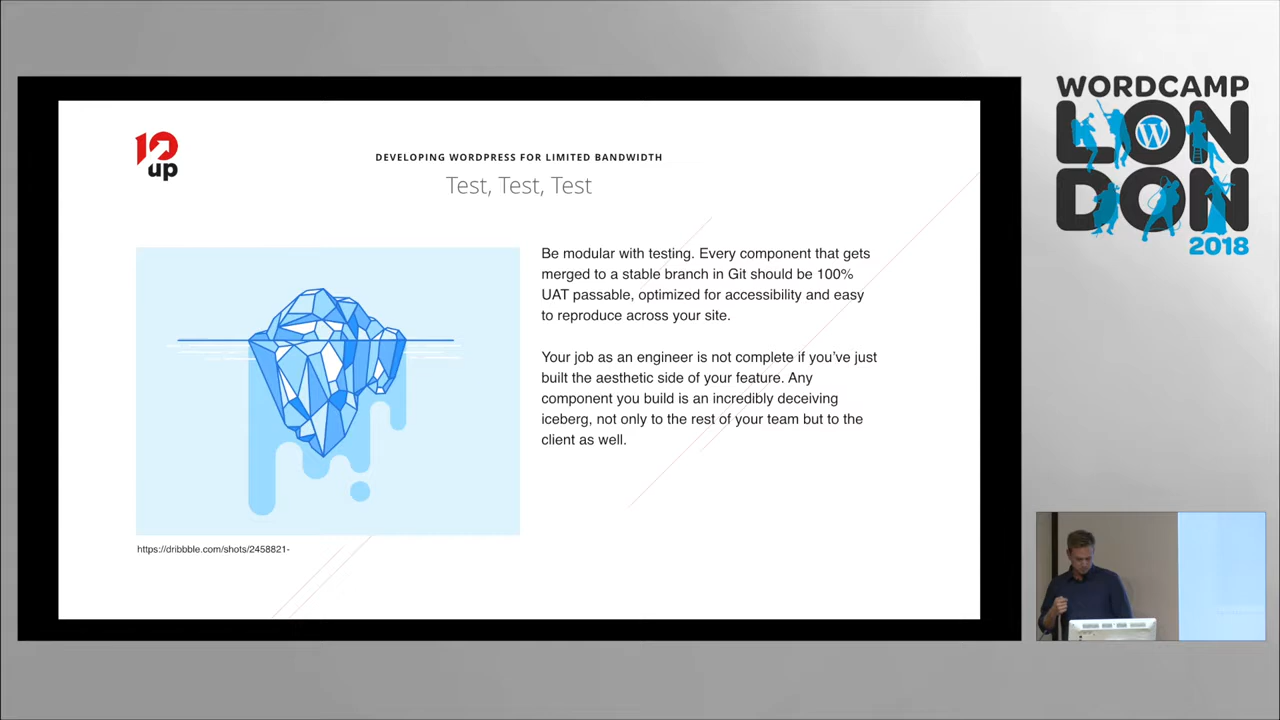 10
up
DEVELOPING WORDPRESS FOR LIMITED BANDWIDTH
Test, Test, Test
Be modular with testing. Every component that gets
merged to a stable branch in Git should be 100%
UAT passable, optimized for accessibility and easy
to reproduce across your site.
Your job as an engineer is not complete if you’ve just
built the aesthetic side of your feature. Any
component you build is an incredibly deceiving
iceberg, not only to the rest of your team but to the
client as well.
https://dribbble.com/shots/2458821-
WORDCAMP
LON
DON
2018